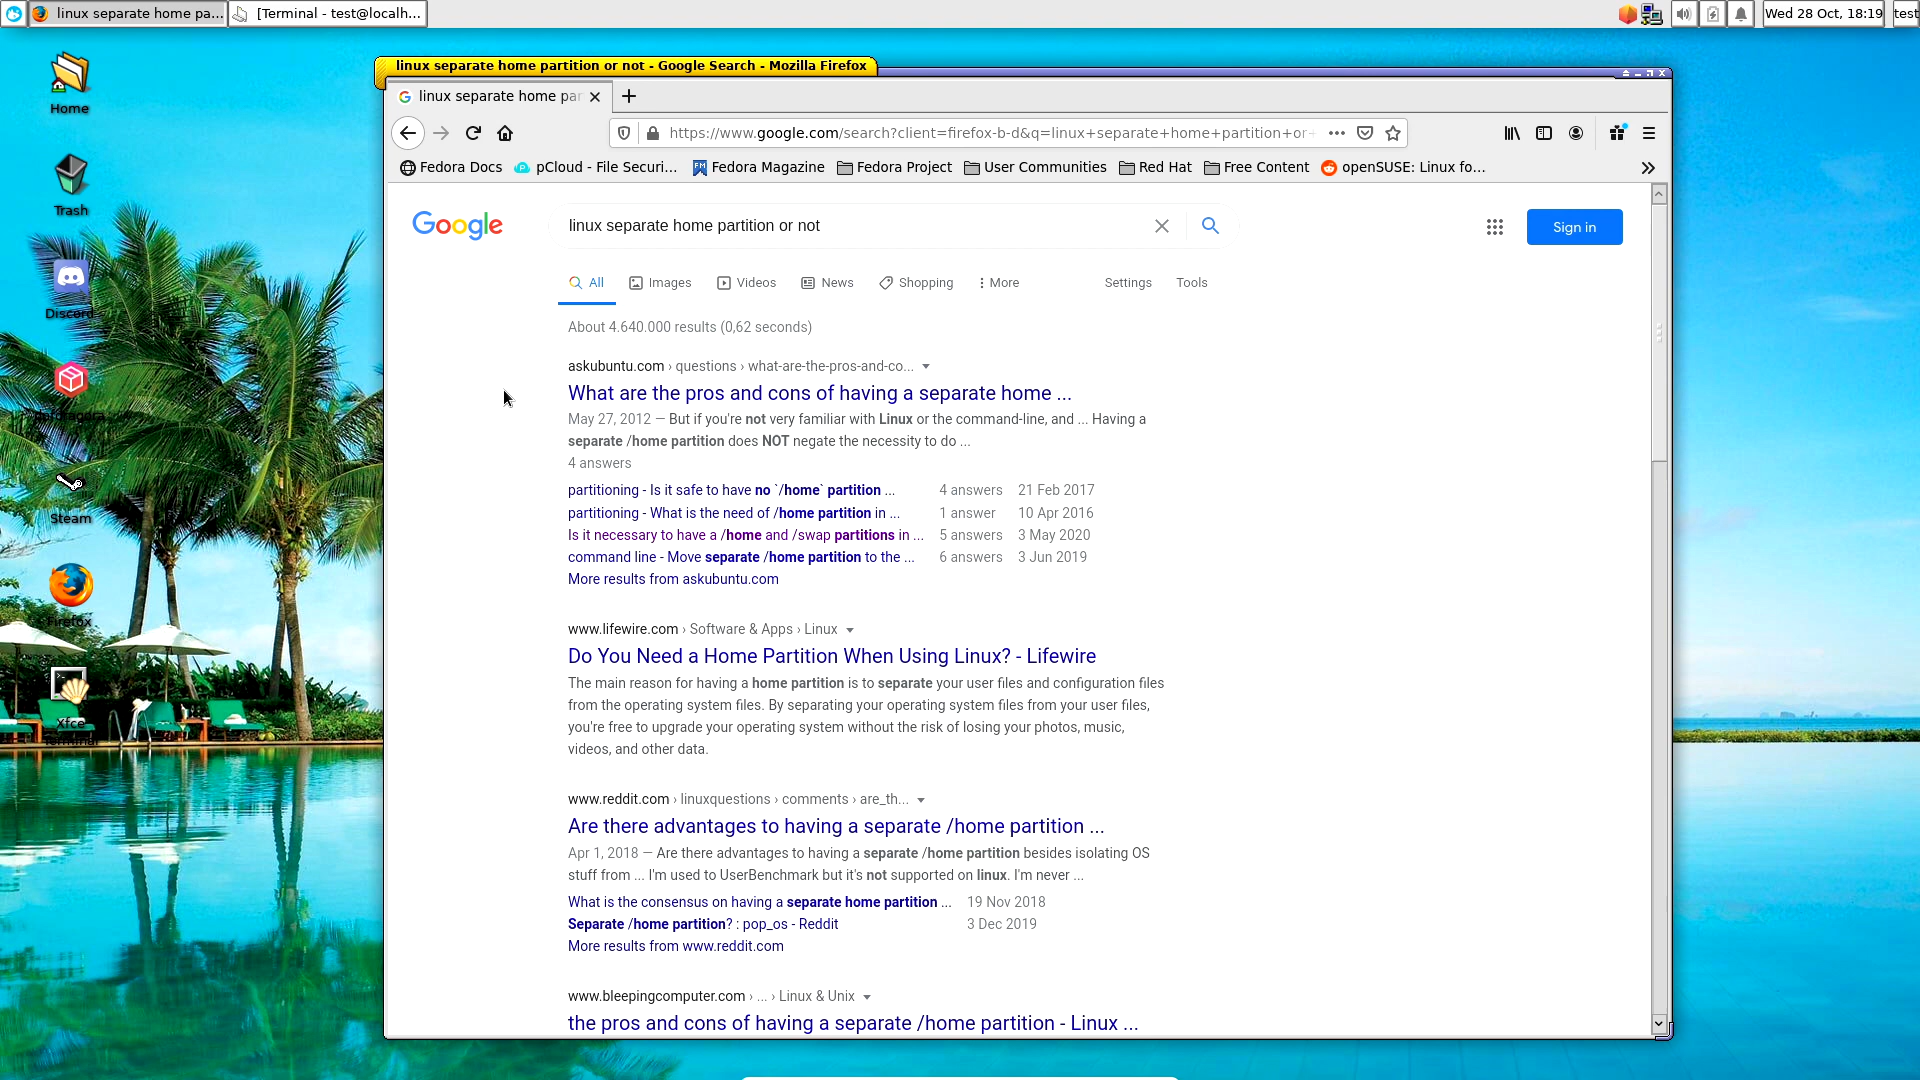 linux separate home pa...
[Terminal - test@localh...
Wed 28 Oct, 18:19
test
Home
Trash
Discord
Steam
Firefox
Xfce
Terminal
linux separate home partition or not - Google Search - Mozilla Firefox
linux separate home par
https://www.google.com/search?client=firefox-b-d&q=linux+separate+home+partition+or+
Fedora Docs
pCloud - File Securi...
Fedora Magazine
Fedora Project
User Communities
Red Hat
Free Content
openSUSE: Linux fo...
Google
linux separate home partition or not
Sign in
All
Images
Videos
News
Shopping
More
Settings
Tools
About 4.640.000 results (0,62 seconds)
askubuntu.com › questions › what-are-the-pros-and-co...
What are the pros and cons of having a separate home ...
May 27, 2012 — But if you're not very familiar with Linux or the command-line, and ... Having a
separate /home partition does NOT negate the necessity to do ...
4 answers
partitioning - Is it safe to have no `/home` partition ... 4 answers 21 Feb 2017
partitioning - What is the need of /home partition in ... 1 answer 10 Apr 2016
Is it necessary to have a /home and /swap partitions in ... 5 answers 3 May 2020
command line - Move separate /home partition to the ... 6 answers 3 Jun 2019
More results from askubuntu.com
www.lifewire.com › Software & Apps › Linux
Do You Need a Home Partition When Using Linux? - Lifewire
The main reason for having a home partition is to separate your user files and configuration files
from the operating system files. By separating your operating system files from your user files,
you're free to upgrade your operating system without the risk of losing your photos, music,
videos, and other data.
www.reddit.com › linuxquestions › comments › are_th...
Are there advantages to having a separate /home partition ...
Apr 1, 2018 — Are there advantages to having a separate /home partition besides isolating OS
stuff from ... I'm used to UserBenchmark but it's not supported on linux. I'm never ...
What is the consensus on having a separate home partition ... 19 Nov 2018
Separate /home partition? : pop_os - Reddit 3 Dec 2019
More results from www.reddit.com
www.bleepingcomputer.com › ... › Linux & Unix
the pros and cons of having a separate /home partition - Linux ...